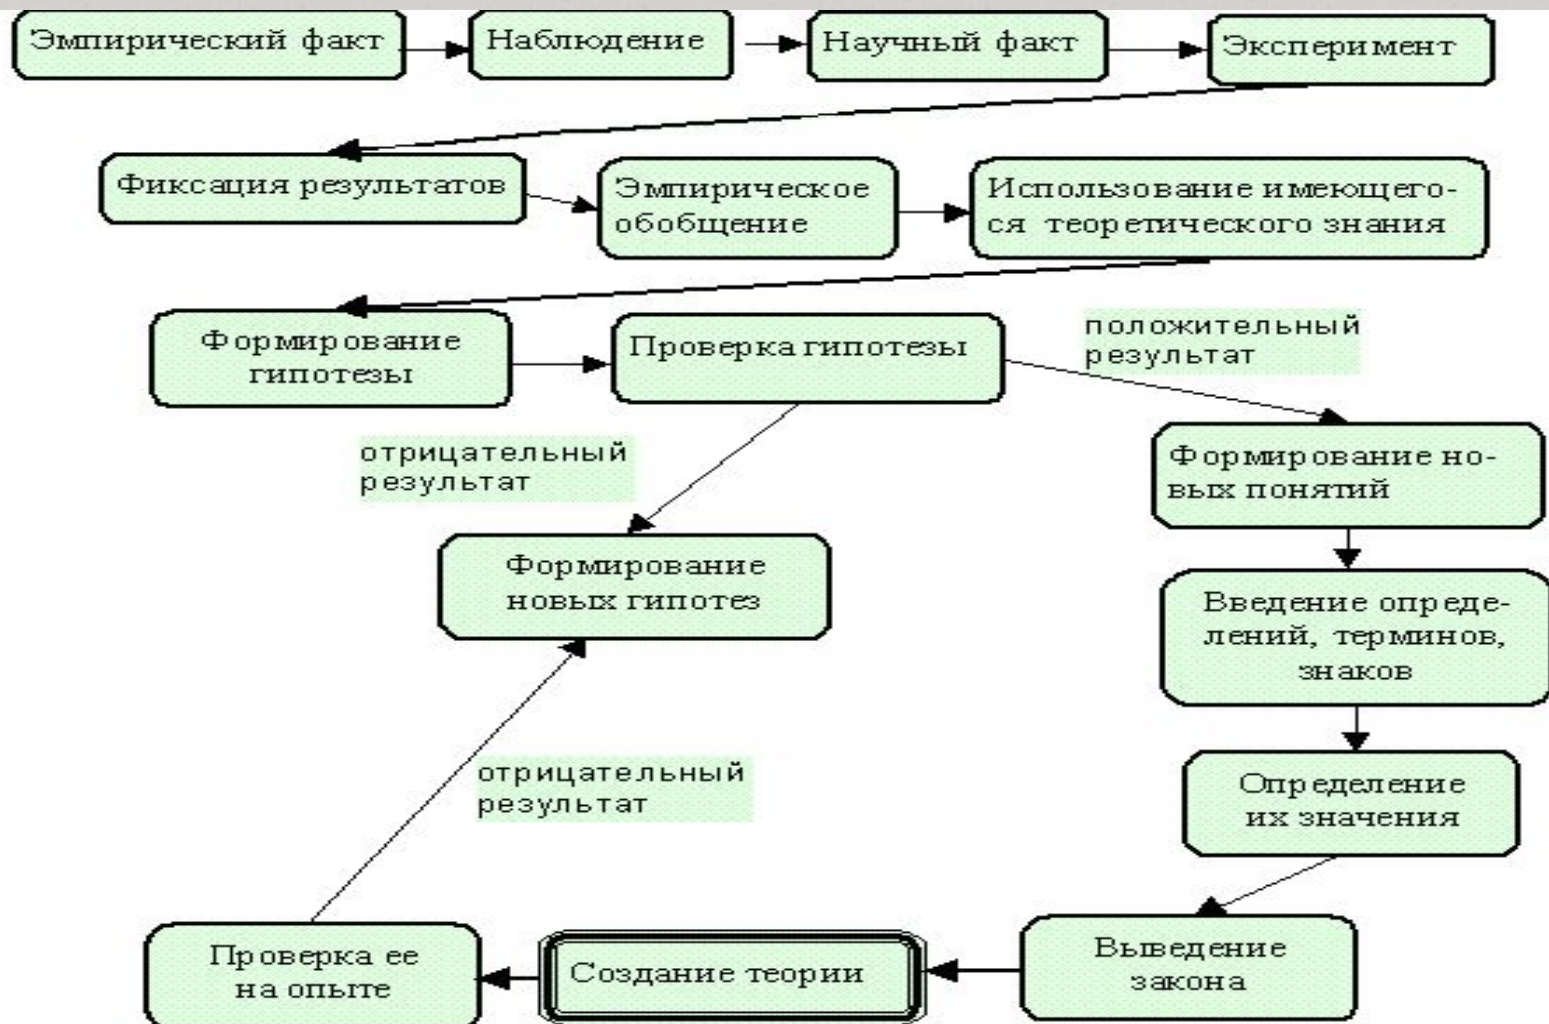 Эмпирический факт
Наблюдение
Научный факт
Эксперимент
Фиксация результатов
Эмпирическое
обобщение
Использование имеющего-
ся теоретического знания
Формирование
гипотезы
Проверка гипотезы
положительный
результат
отрицательный
результат
Формирование но-
вых понятий
Формирование
новых гипотез
Введение опреде-
лений, терминов,
знаков
отрицательный
результат
Определение
их значения
Проверка ее
на опыте
Создание теории
Выведение
закона